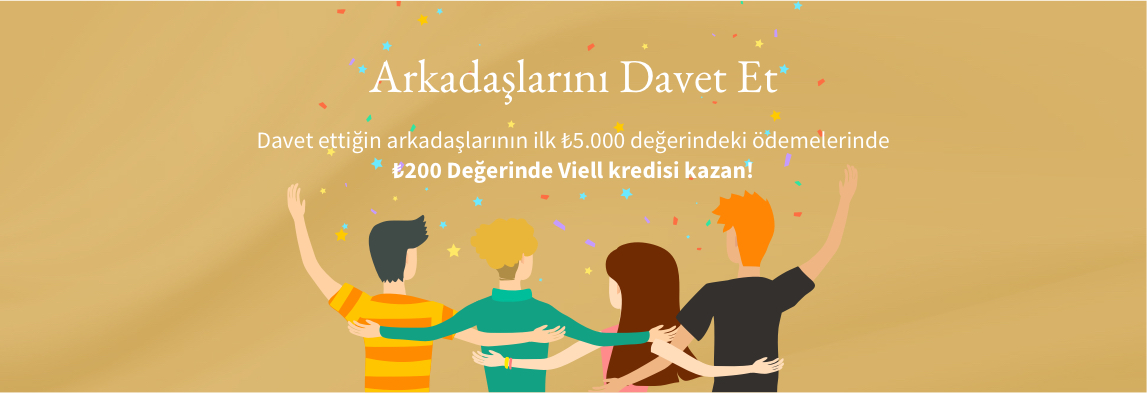 Arkadaşlarını Davet Et
Davet ettiğin arkadaşlarının ilk ₺5.000 değerindeki ödemelerinde
₺200 Değerinde Viell kredisi kazan!